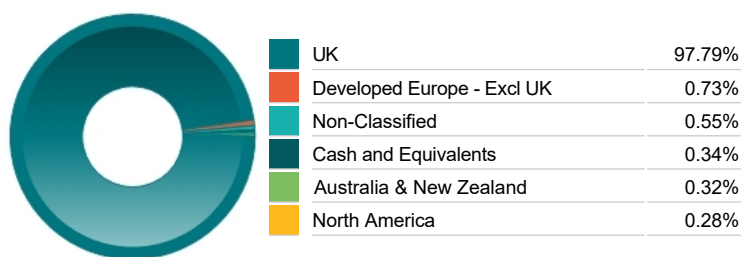 UK 97.79%
Developed Europe - Excl UK 0.73%
Non-Classified 0.55%
Cash and Equivalents 0.34%
Australia & New Zealand 0.32%
North America 0.28%